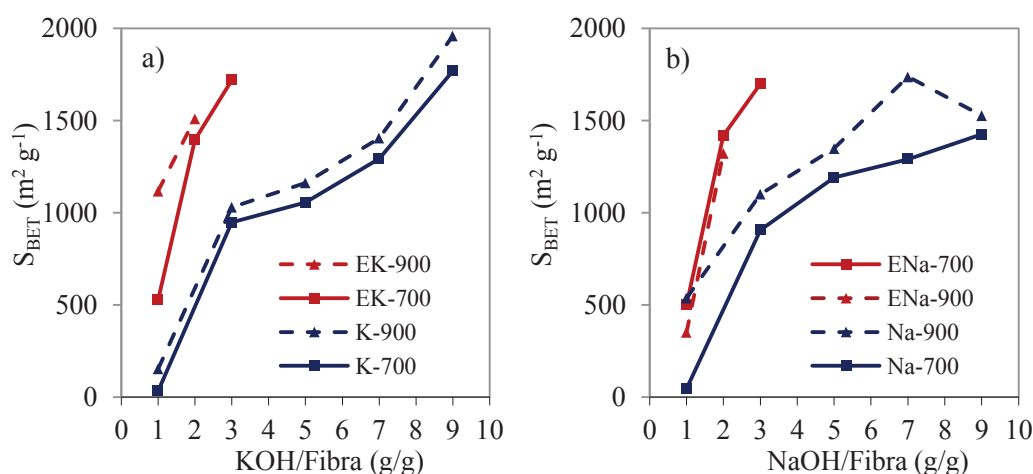 a)
2000
1500
1000
500
0
S_BET (m² g⁻¹)
EK-900
EK-700
K-900
K-700
0 1 2 3 4 5 6 7 8 9 10
KOH/Fibra (g/g)
b)
2000
1500
1000
500
0
S_BET (m² g⁻¹)
ENa-700
ENa-900
Na-900
Na-700
0 1 2 3 4 5 6 7 8 9 10
NaOH/Fibra (g/g)